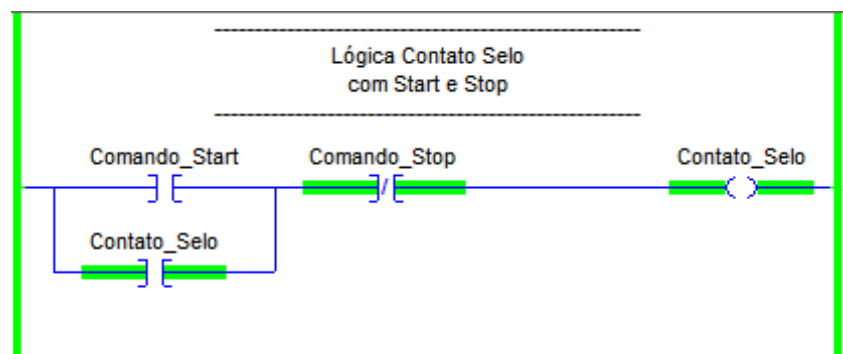 Lógica Contato Selo
com Start e Stop
Comando_Start
Comando_Stop
Contato_Selo
Contato_Selo